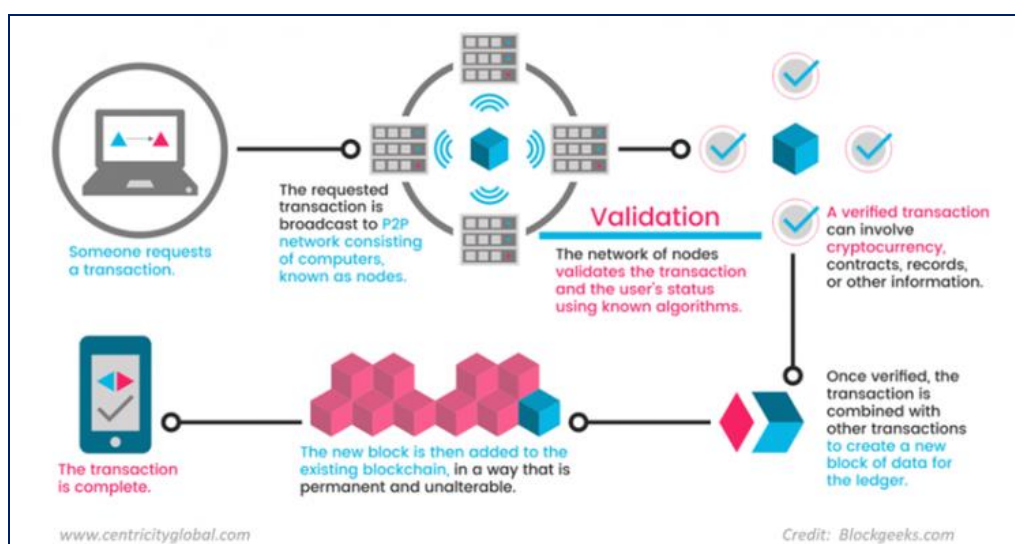 Someone requests
a transaction.
The requested
transaction is
broadcast to P2P
network consisting
of computers,
known as nodes.
Validation
The network of nodes
validates the transaction
and the user's status
using known algorithms.
A verified transaction
can involve
cryptocurrency,
contracts, records,
or other information.
Once verified, the
transaction is
combined with
other transactions
to create a new
block of data for
the ledger.
The new block is then added to the
existing blockchain, in a way that is
permanent and unalterable.
The transaction
is complete.
www.centricityglobal.com
Credit: Blockgeeks.com